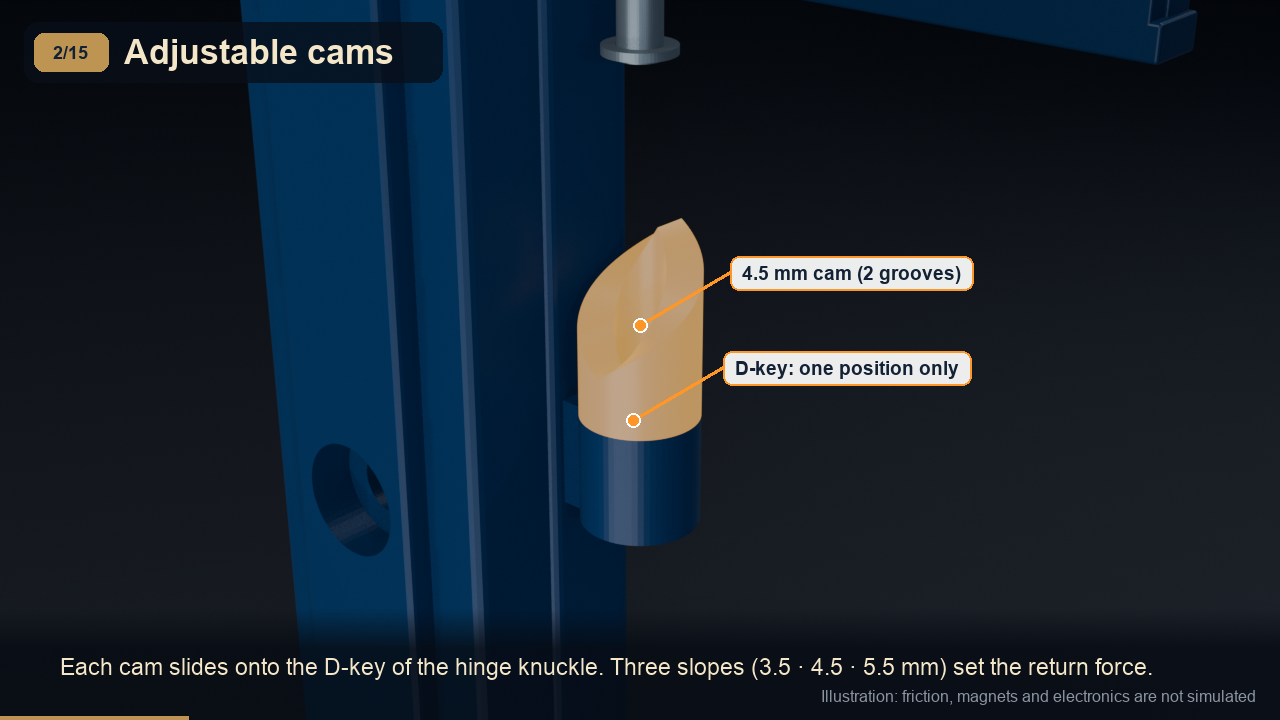 2/15
Adjustable cams
4.5 mm cam (2 grooves)
D-key: one position only
Each cam slides onto the D-key of the hinge knuckle. Three slopes (3.5 · 4.5 · 5.5 mm) set the return force.
Illustration: friction, magnets and electronics are not simulated